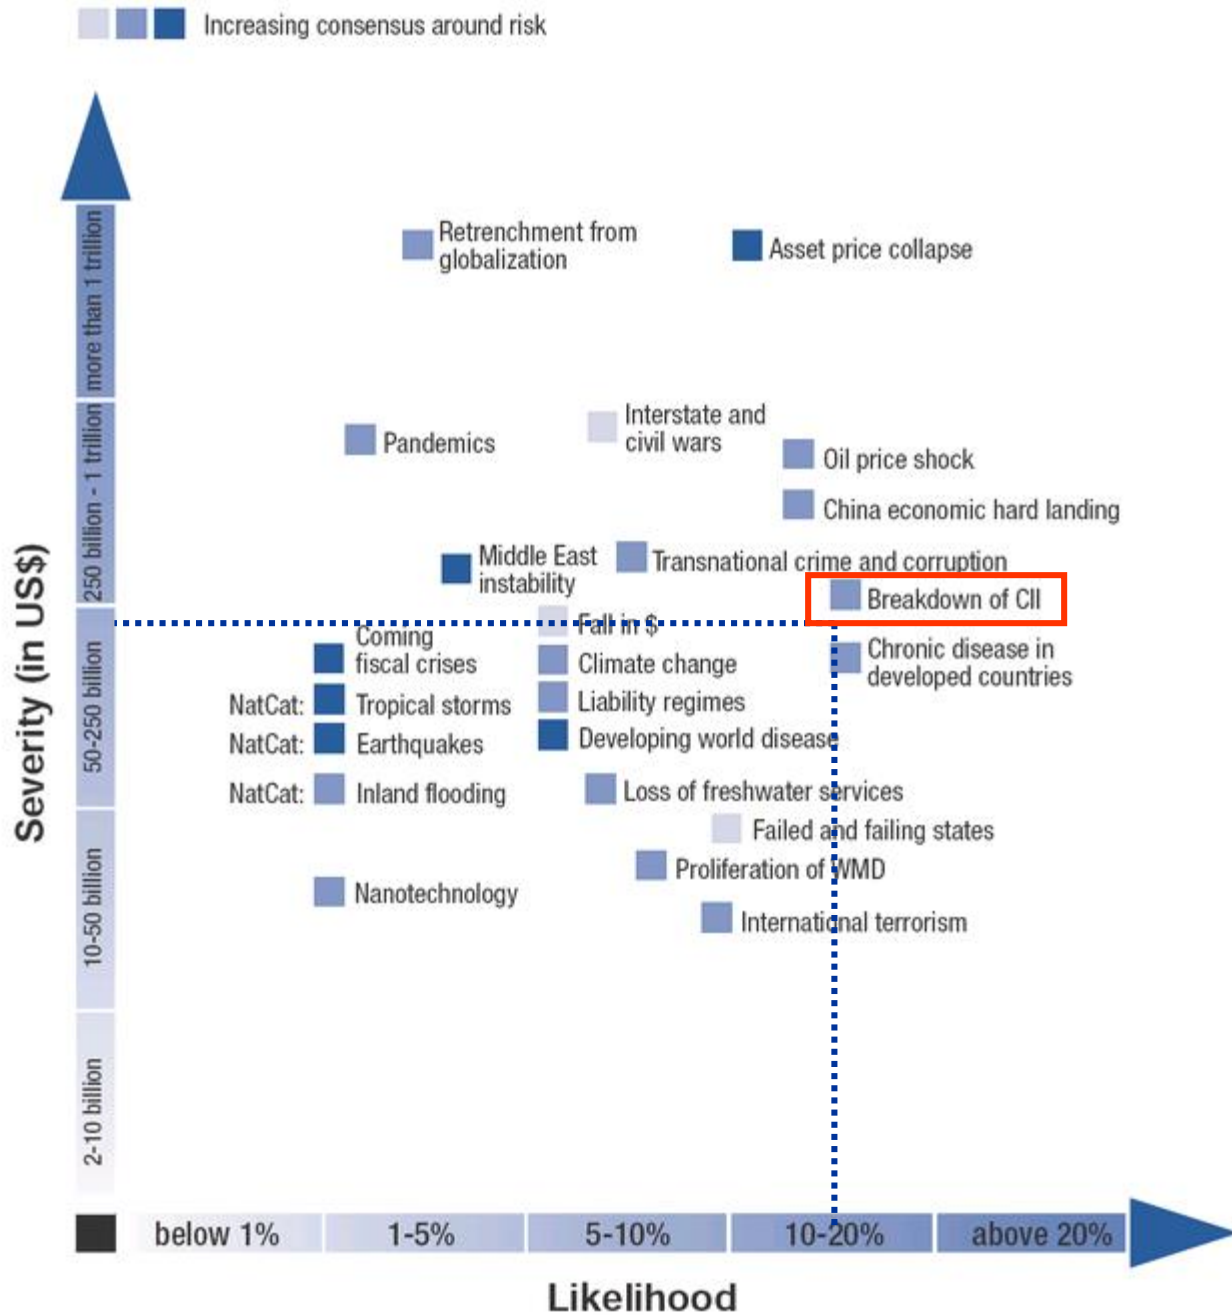 Increasing consensus around risk
Severity (in US$)
more than 1 trillion
250 billion - 1 trillion
50-250 billion
10-50 billion
2-10 billion
Retrenchment from
globalization
Asset price collapse
Pandemics
Interstate and
civil wars
Oil price shock
China economic hard landing
Middle East
instability
Transnational crime and corruption
Breakdown of CII
Fall in $
Coming
fiscal crises
Climate change
Chronic disease in
developed countries
NatCat: Tropical storms
Liability regimes
NatCat: Earthquakes
Developing world disease
NatCat: Inland flooding
Loss of freshwater services
Failed and failing states
Proliferation of WMD
Nanotechnology
International terrorism
below 1% 1-5% 5-10% 10-20% above 20%
Likelihood